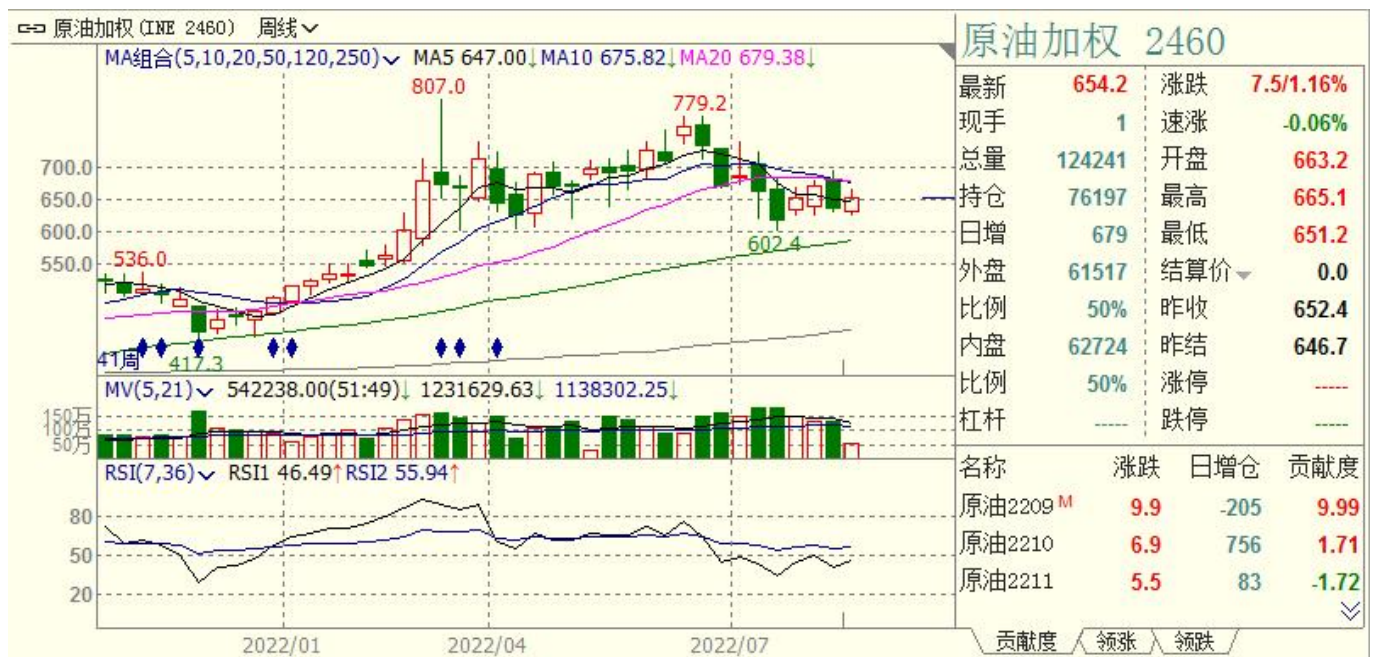 原油加权(INE 2460) 周线
MA组合(5,10,20,50,120,250) MA5 647.00↓ MA10 675.82↓ MA20 679.38↓
807.0
779.2
700.0
650.0
600.0
602.4
550.0
536.0
41周
417.3
MV(5,21) 542238.00(51:49)↓ 1231629.63↓ 1138302.25↓
150万
100万
50万
RSI(7,36) RSI1 46.49↑ RSI2 55.94↑
80
50
20
2022/01 2022/04 2022/07
原油加权 2460
最新 654.2 涨跌 7.5/1.16%
现手 1 速涨 -0.06%
总量 124241 开盘 663.2
持仓 76197 最高 665.1
日增 679 最低 651.2
外盘 61517 结算价 0.0
比例 50% 昨收 652.4
内盘 62724 昨结 646.7
比例 50% 涨停 -----
杠杆 ----- 跌停 -----
名称 涨跌 日增仓 贡献度
原油2209 M 9.9 -205 9.99
原油2210 6.9 756 1.71
原油2211 5.5 83 -1.72
贡献度 领涨 领跌